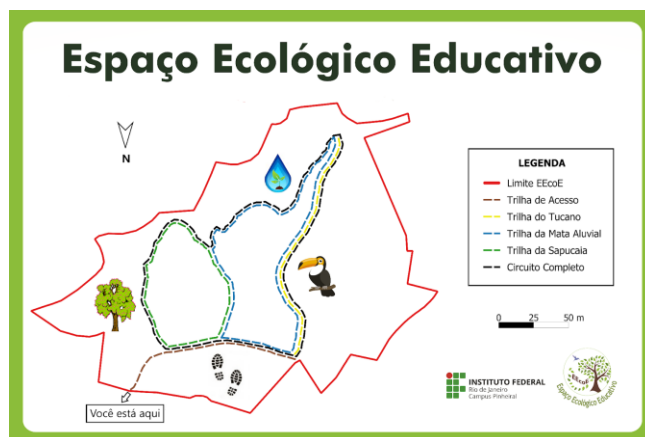 Espaço Ecológico Educativo
N
LEGENDA
Limite EEcoE
Trilha de Acesso
Trilha do Tucano
Trilha da Mata Aluvial
Trilha da Sapucaia
Circuito Completo
0 25 50 m
Você está aqui
INSTITUTO FEDERAL
Rio de Janeiro
Campus Pinheiral
EEcoE
Espaço Ecológico Educativo